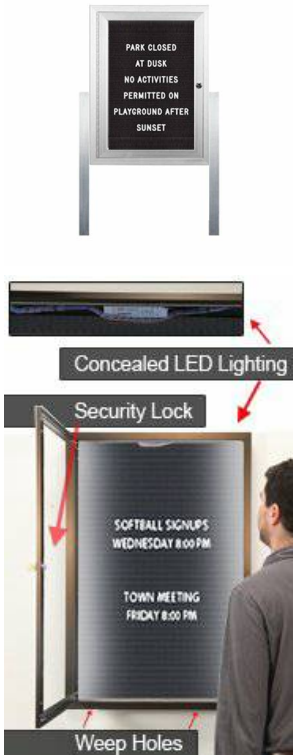 PARK CLOSED
AT DUSK
NO ACTIVITIES
PERMITTED ON
PLAYGROUND AFTER
SUNSET
Concealed LED Lighting
Security Lock
SOFTBALL SIGNUPS
WEDNESDAY 8:00 PM
TOWN MEETING
FRIDAY 8:00 PM
Weep Holes